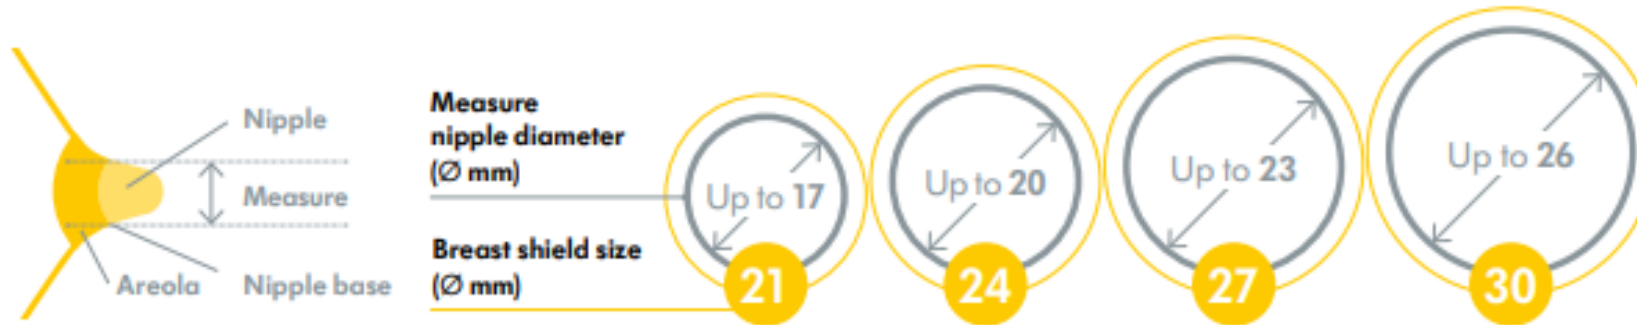 Nipple
Measure
Areola
Nipple base
Measure
nipple diameter
(Ø mm)
Breast shield size
(Ø mm)
Up to 17
21
Up to 20
24
Up to 23
27
Up to 26
30